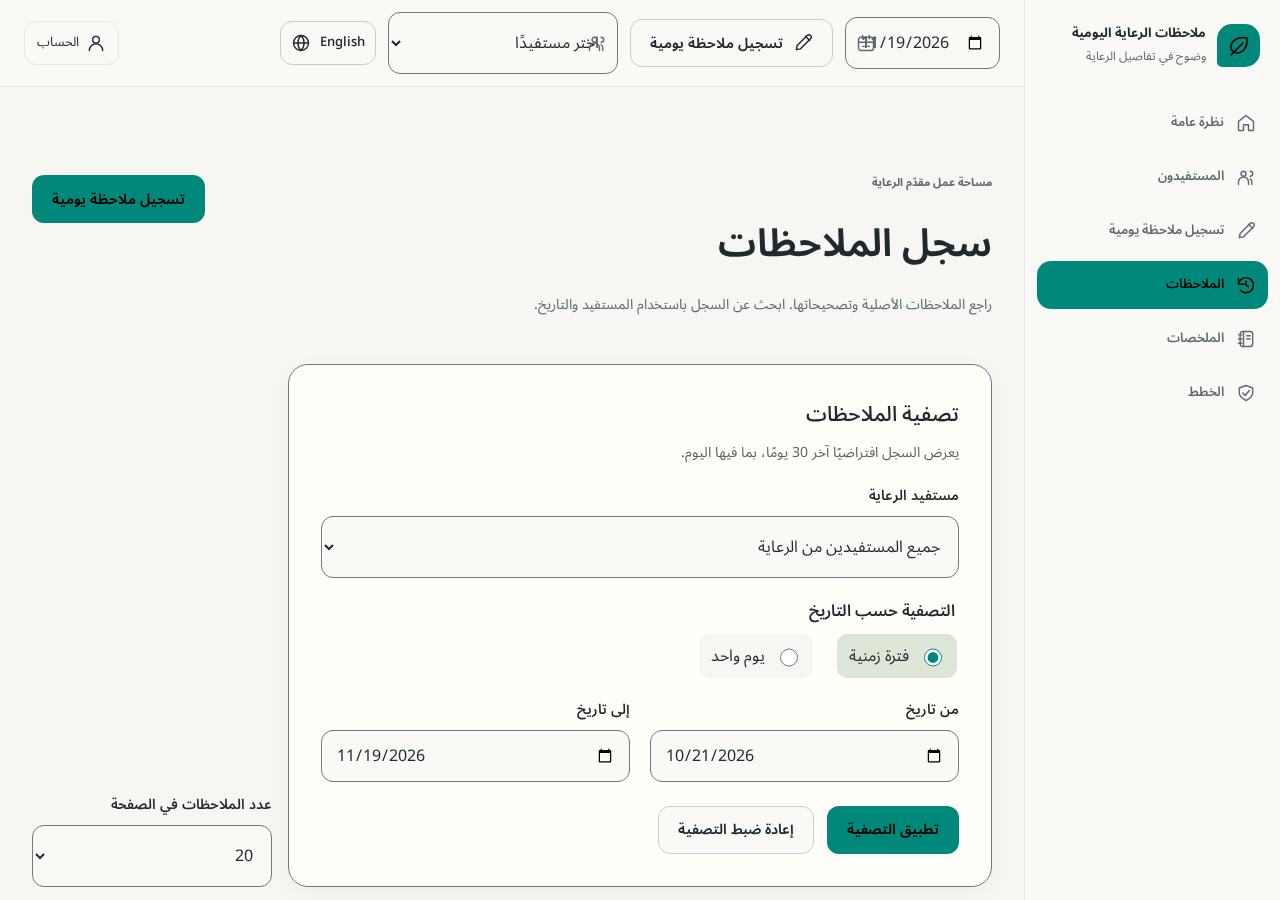 ملاحظات الرعاية اليومية
وضوح في تفاصيل الرعاية
نظرة عامة
المستفيدون
تسجيل ملاحظة يومية
الملاحظات
الملخصات
الخطط
11/19/2026
تسجيل ملاحظة يومية
اختر مستفيدًا
English
الحساب
مساحة عمل مقدّم الرعاية
سجل الملاحظات
راجع الملاحظات الأصلية وتصحيحاتها. ابحث عن السجل باستخدام المستفيد والتاريخ.
تسجيل ملاحظة يومية
تصفية الملاحظات
يعرض السجل افتراضيًا آخر 30 يومًا، بما فيها اليوم.
مستفيد الرعاية
جميع المستفيدين من الرعاية
التصفية حسب التاريخ
فترة زمنية
يوم واحد
من تاريخ
إلى تاريخ
10/21/2026
11/19/2026
تطبيق التصفية
إعادة ضبط التصفية
عدد الملاحظات في الصفحة
20